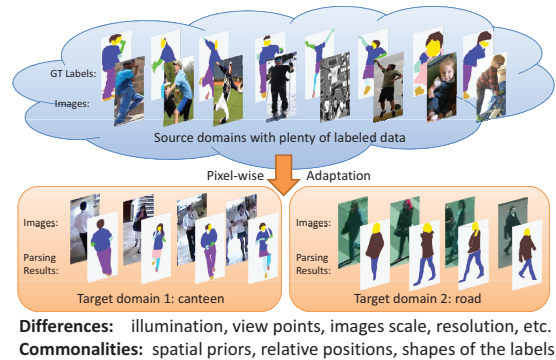 GT Labels:
Images:
Source domains with plenty of labeled data
Pixel-wise Adaptation
Images:
Parsing
Results:
Target domain 1: canteen
Images:
Parsing
Results:
Target domain 2: road
Differences: illumination, view points, images scale, resolution, etc.
Commonalities: spatial priors, relative positions, shapes of the labels